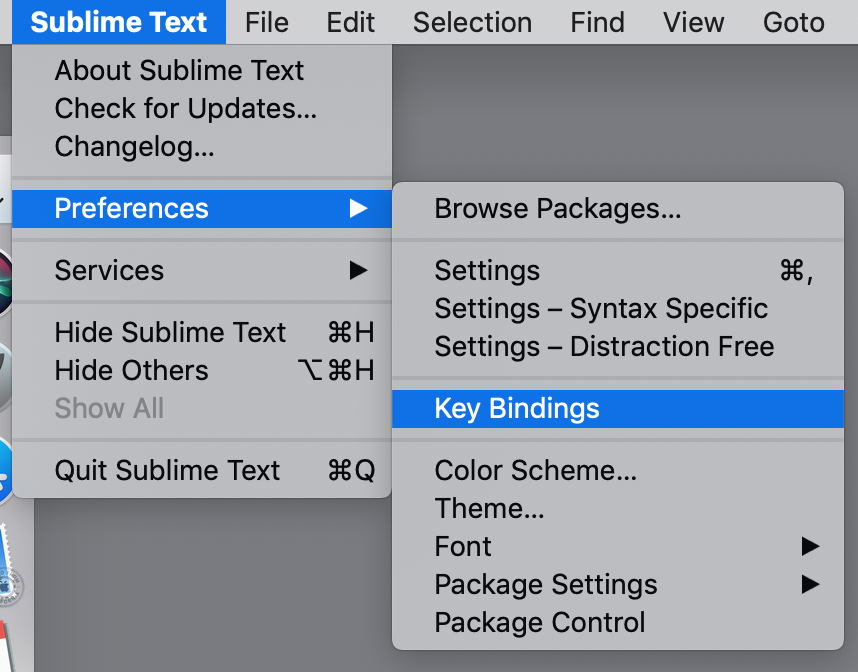 Sublime Text File Edit Selection Find View Goto
About Sublime Text
Check for Updates...
Changelog...
Preferences ▶
Services ▶
Hide Sublime Text ⌘H
Hide Others ⌥⌘H
Show All
Quit Sublime Text ⌘Q
Browse Packages...
Settings ⌘,
Settings – Syntax Specific
Settings – Distraction Free
Key Bindings
Color Scheme...
Theme...
Font ▶
Package Settings ▶
Package Control